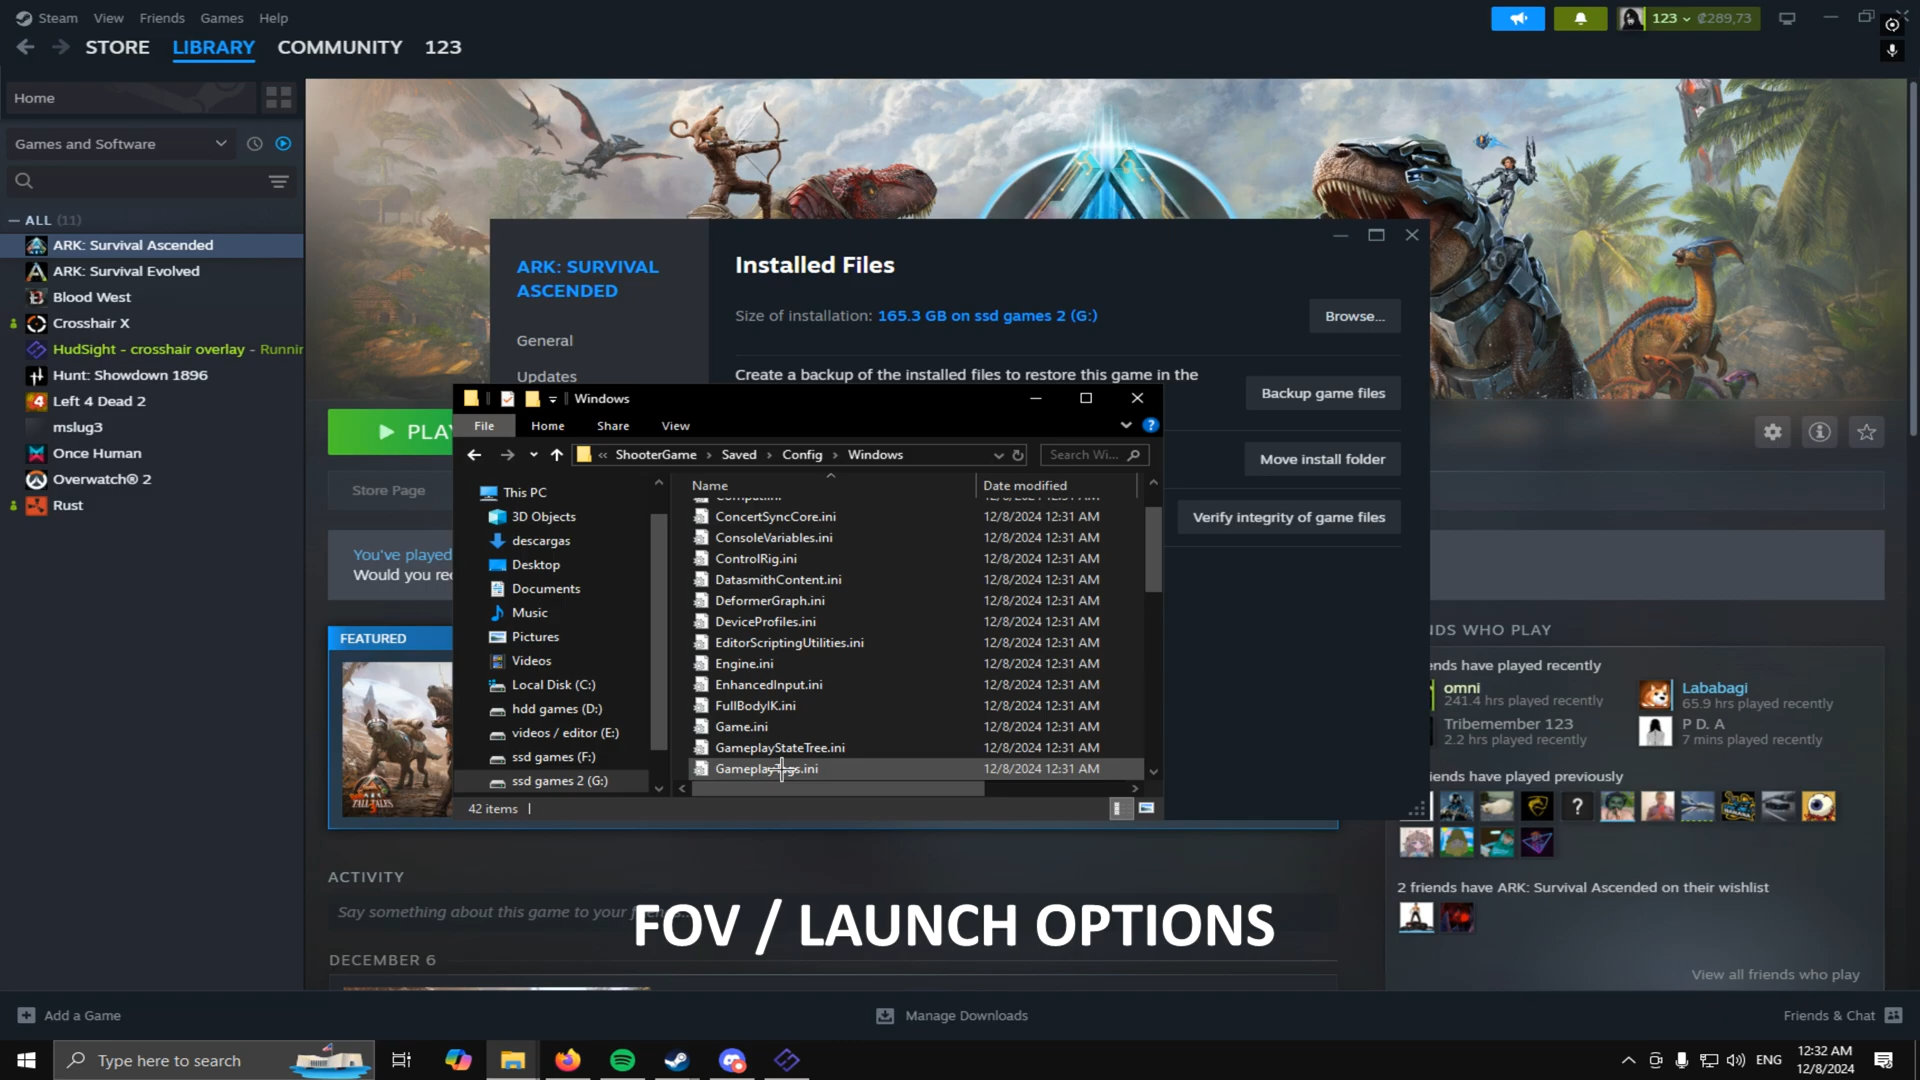 Steam View Friends Games Help
123 ₡289,73
STORE LIBRARY COMMUNITY 123
Home
Games and Software
ALL (11)
ARK: Survival Ascended
ARK: Survival Evolved
Blood West
Crosshair X
HudSight - crosshair overlay - Runnin
Hunt: Showdown 1896
Left 4 Dead 2
mslug3
Once Human
Overwatch® 2
Rust
ARK: SURVIVAL
ASCENDED
General
Updates
Installed Files
Size of installation: 165.3 GB on ssd games 2 (G:)
Browse...
Create a backup of the installed files to restore this game in the
Backup game files
Move install folder
Verify integrity of game files
PLAY
Store Page
You've played
Would you rec
FEATURED
Windows
File Home Share View
« ShooterGame › Saved › Config › Windows
Search Wi...
This PC
3D Objects
descargas
Desktop
Documents
Music
Pictures
Videos
Local Disk (C:)
hdd games (D:)
videos / editor (E:)
ssd games (F:)
ssd games 2 (G:)
Name Date modified
ConcertSyncCore.ini 12/8/2024 12:31 AM
ConsoleVariables.ini 12/8/2024 12:31 AM
ControlRig.ini 12/8/2024 12:31 AM
DatasmithContent.ini 12/8/2024 12:31 AM
DeformerGraph.ini 12/8/2024 12:31 AM
DeviceProfiles.ini 12/8/2024 12:31 AM
EditorScriptingUtilities.ini 12/8/2024 12:31 AM
Engine.ini 12/8/2024 12:31 AM
EnhancedInput.ini 12/8/2024 12:31 AM
FullBodyIK.ini 12/8/2024 12:31 AM
Game.ini 12/8/2024 12:31 AM
GameplayStateTree.ini 12/8/2024 12:31 AM
GameplayTags.ini 12/8/2024 12:31 AM
42 items
NDS WHO PLAY
ends have played recently
omni
241.4 hrs played recently
Lababagi
65.9 hrs played recently
Tribemember 123
2.2 hrs played recently
P D. A
7 mins played recently
iends have played previously
2 friends have ARK: Survival Ascended on their wishlist
View all friends who play
ACTIVITY
Say something about this game to your friends...
FOV / LAUNCH OPTIONS
DECEMBER 6
Add a Game
Manage Downloads
Friends & Chat
Type here to search
ENG
12:32 AM
12/8/2024